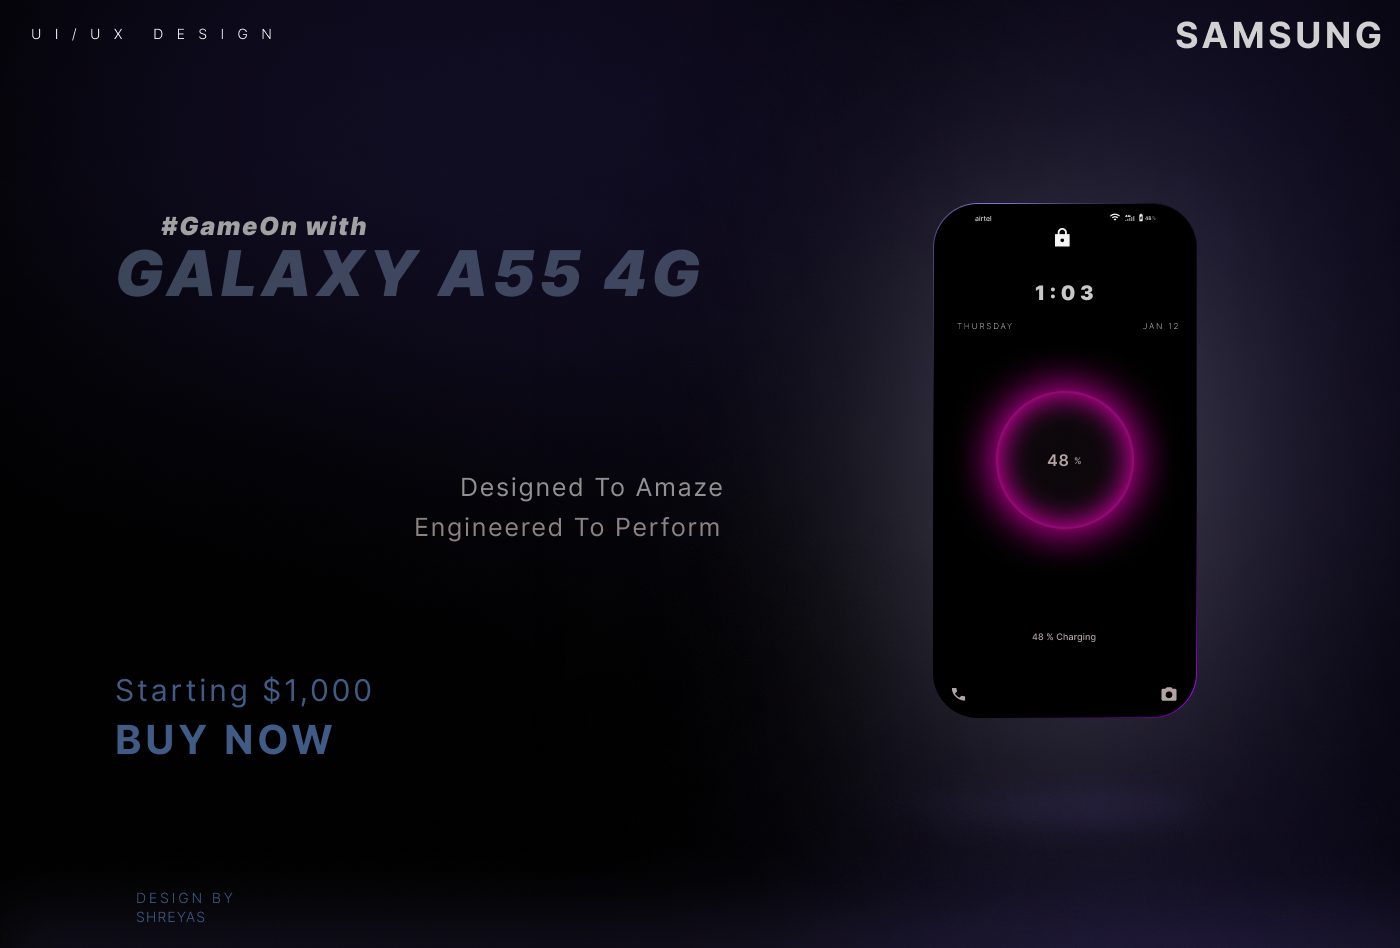 UI/UX DESIGN
SAMSUNG
#GameOn with
GALAXY A55 4G
airtel
48%
1:03
THURSDAY
JAN 12
48 %
Designed To Amaze
Engineered To Perform
48 % Charging
Starting $1,000
BUY NOW
DESIGN BY
SHREYAS